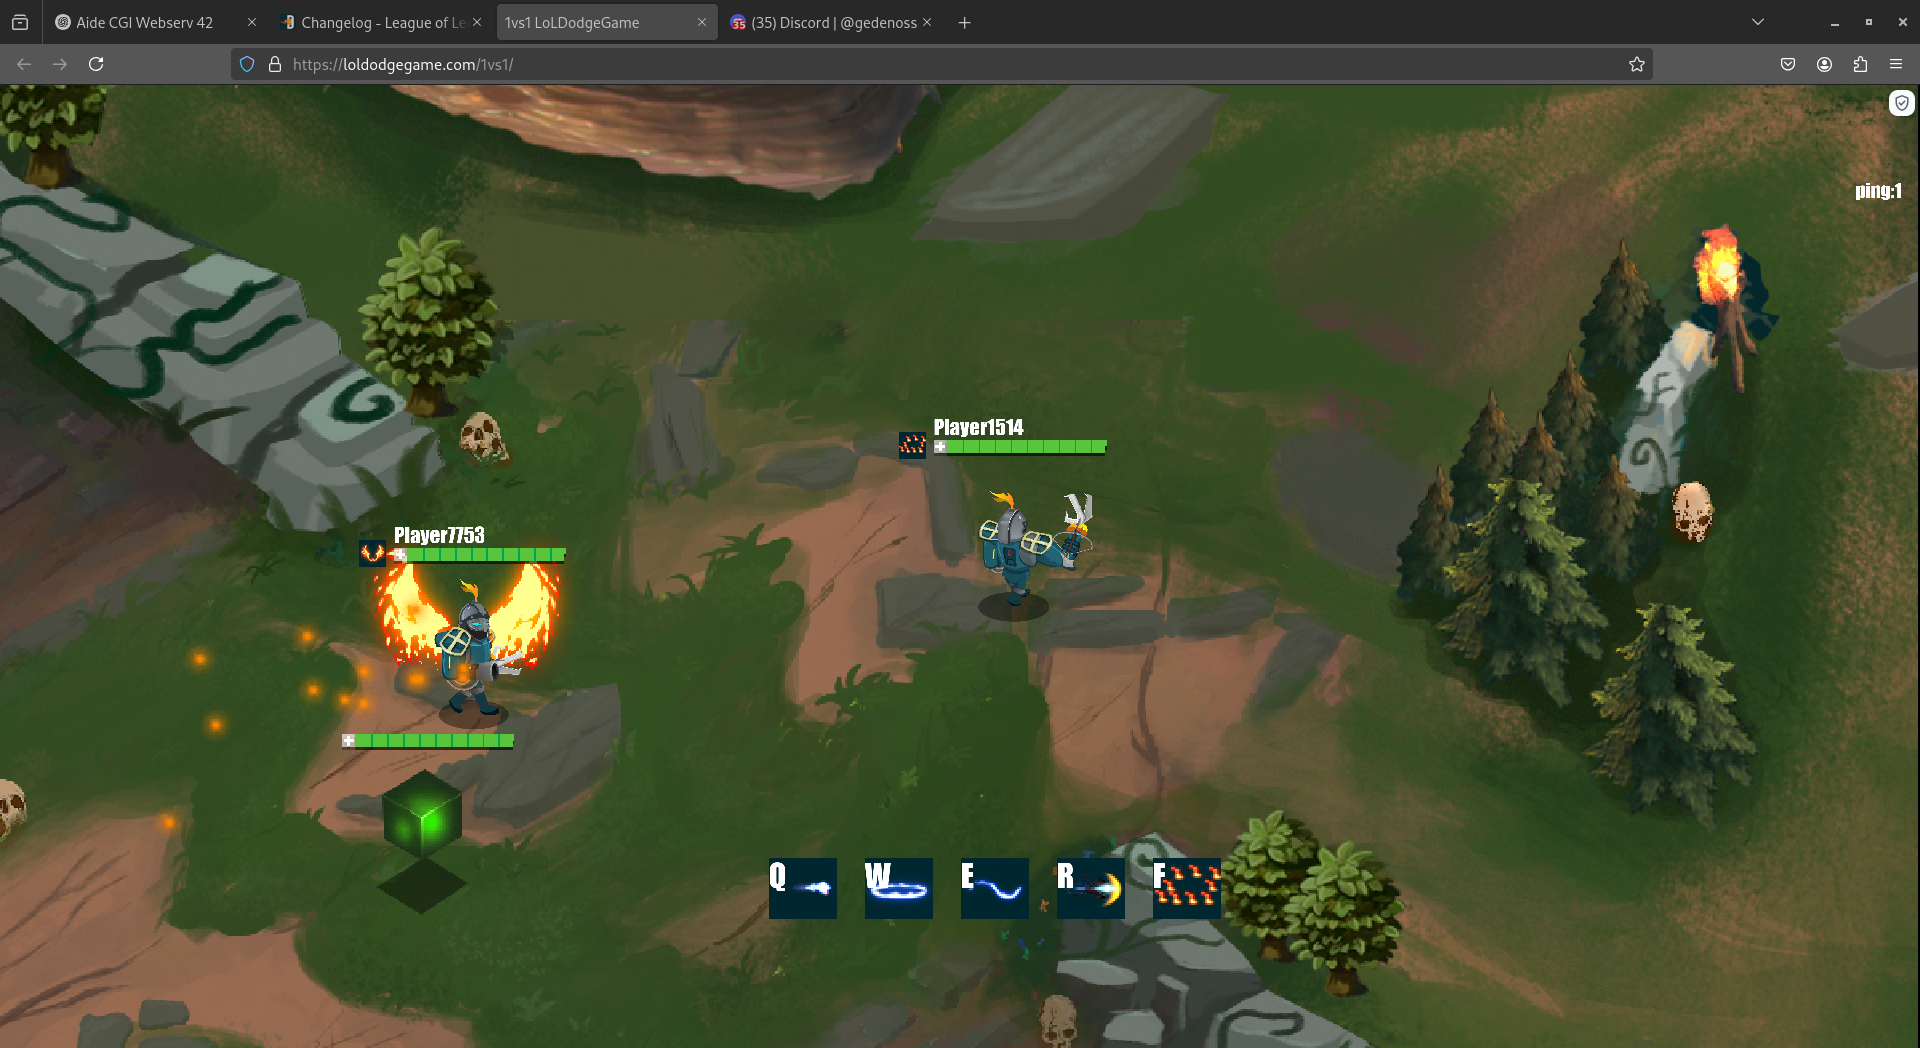 Aide CGI Webserv 42
Changelog - League of Le
1vs1 LoLDodgeGame
(35) Discord | @gedenoss
https://loldodgegame.com/1vs1/
ping:1
Player1514
Player7753
Q
W
E
R
F